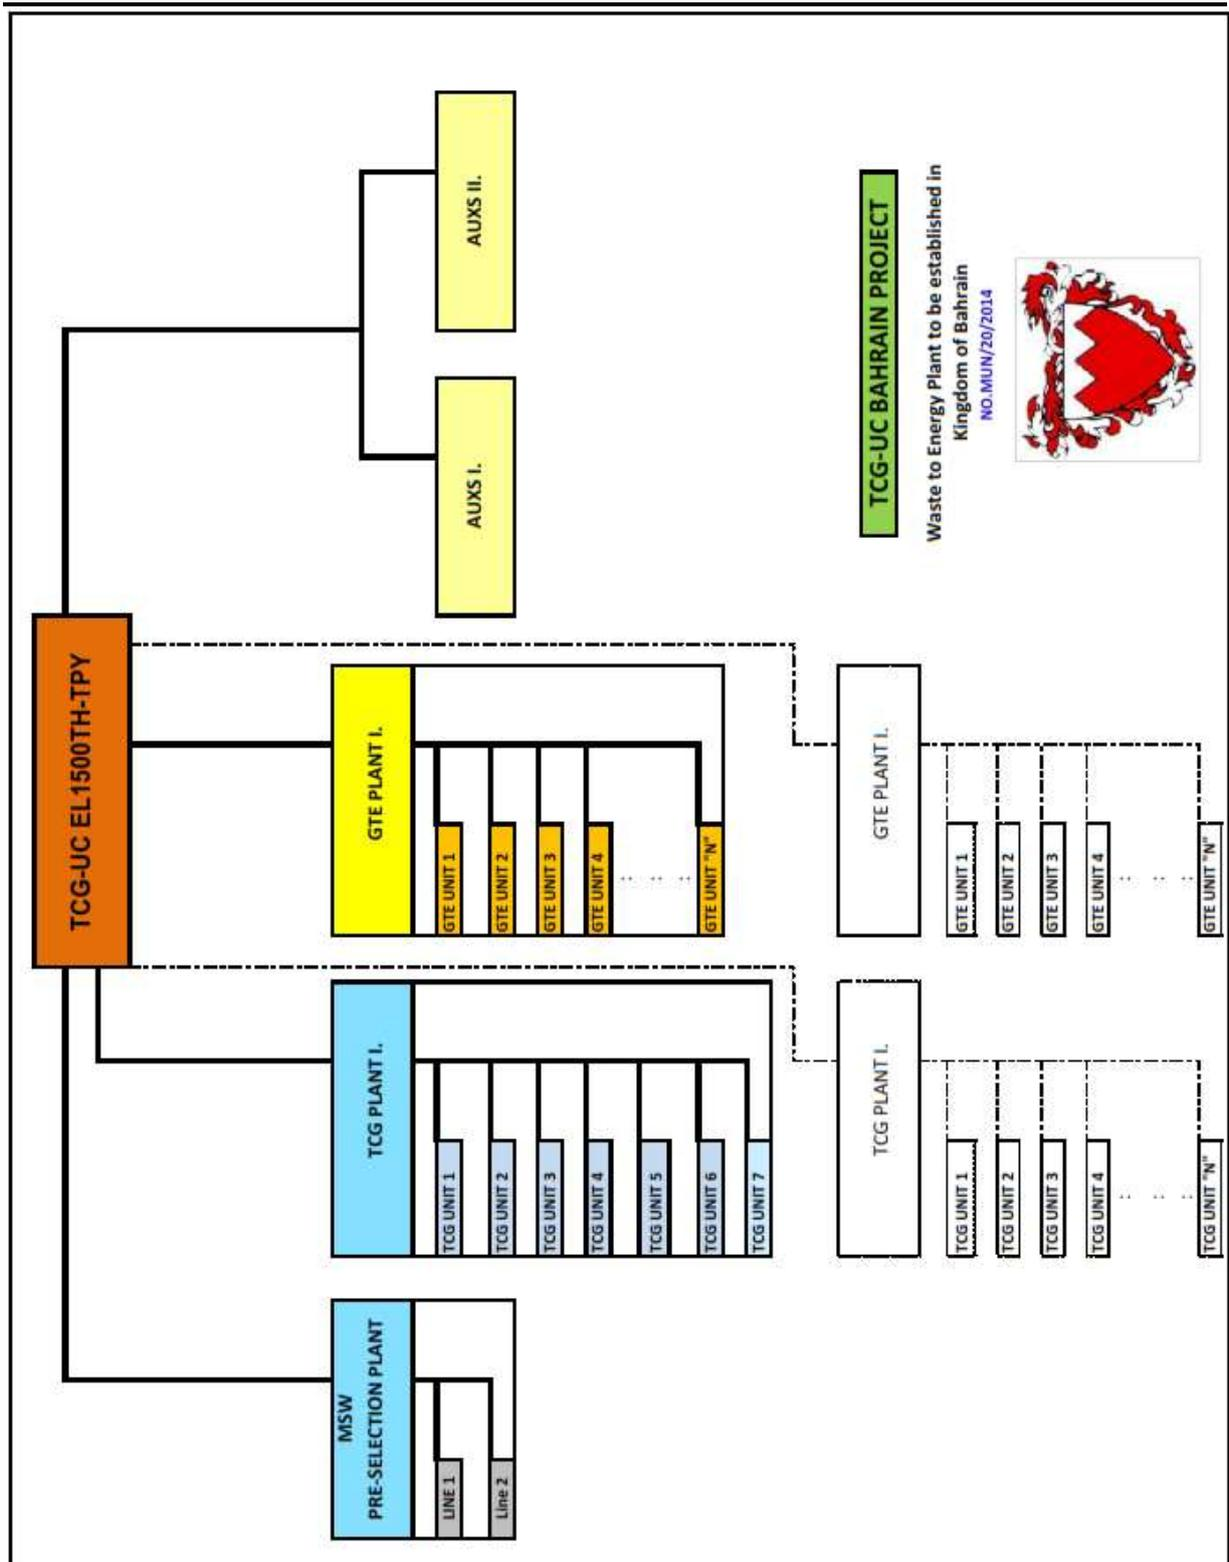 TCG-UC EL1500TH-TPY
MSW
PRE-SELECTION PLANT
LINE 1
Line 2
TCG PLANT I.
TCG UNIT 1
TCG UNIT 2
TCG UNIT 3
TCG UNIT 4
TCG UNIT 5
TCG UNIT 6
TCG UNIT 7
GTE PLANT I.
GTE UNIT 1
GTE UNIT 2
GTE UNIT 3
GTE UNIT 4
GTE UNIT "N"
AUXS I.
AUXS II.
TCG PLANT I.
TCG UNIT 1
TCG UNIT 2
TCG UNIT 3
TCG UNIT 4
TCG UNIT "N"
GTE PLANT I.
GTE UNIT 1
GTE UNIT 2
GTE UNIT 3
GTE UNIT 4
GTE UNIT "N"
TCG-UC BAHRAIN PROJECT
Waste to Energy Plant to be established in
Kingdom of Bahrain
NO.MUN/20/2014